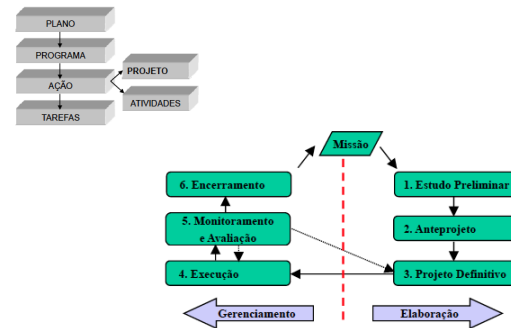 PLANO
PROGRAMA
PROJETO
AÇÃO
ATIVIDADES
TAREFAS
Missão
6. Encerramento
1. Estudo Preliminar
5. Monitoramento
e Avaliação
2. Anteprojeto
4. Execução
3. Projeto Definitivo
Gerenciamento
Elaboração